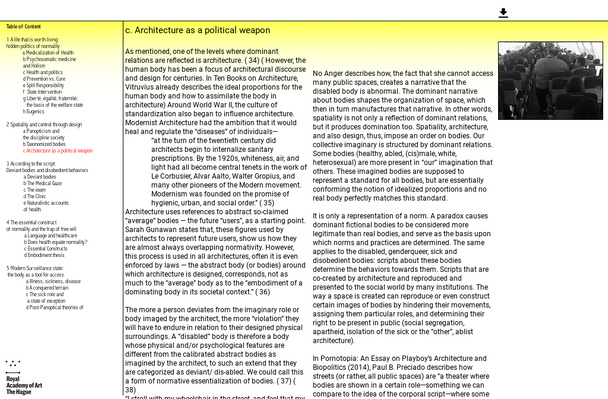 Table of Content
1 A life that is worth living:
hidden politics of normality
a Medicalization of Health
b Psychosomatic medicine
and Holism
c Health and politics
d Prevention vs. Cure
e Split Responsibility
f State Intervention
g Liberté, égalité, fraternité:
the basis of the welfare state
h Eugenics
2 Spatiality and control through design
a Panopticism and
the discipline society
b Taxonomized bodies
c Architecture as a political weapon
3 According to the script:
Deviant bodies and disobedient behaviors
a Deviant bodies
b The Medical Gaze
c The exam
d The Clinic
e Naturalistic accounts
of health
4 The essential construct
of normality and the trap of free will
a Language and healthcare
b Does health equate normality?
c Essential Constructs
d Embodiment thesis
5 Modern Surveillance state:
the body as a tool for access
a Illness, sickness, disease
b A conquered terrain
c The sick role and
a state of exception
d Post-Panoptical theories of
Royal
Academy of Art
The Hague
c. Architecture as a political weapon
As mentioned, one of the levels where dominant
relations are reflected is architecture. ( 34) ( However, the
human body has been a focus of architectural discourse
and design for centuries. In Ten Books on Architecture,
Vitruvius already describes the ideal proportions for the
human body and how to assimilate the body in
architecture) Around World War II, the culture of
standardization also began to influence architecture.
Modernist Architecture had the ambition that it would
heal and regulate the "diseases" of individuals—
"at the turn of the twentieth century did
architects begin to internalize sanitary
prescriptions. By the 1920s, whiteness, air, and
light had all become central tenets in the work of
Le Corbusier, Alvar Aalto, Walter Gropius, and
many other pioneers of the Modern movement.
Modernism was founded on the promise of
hygienic, urban, and social order." ( 35)
Architecture uses references to abstract so-claimed
"average" bodies — the future "users", as a starting point.
Sarah Gunawan states that, these figures used by
architects to represent future users, show us how they
are almost always overlapping normativity. However,
this process is used in all architectures, often it is even
enforced by laws — the abstract body (or bodies) around
which architecture is designed, corresponds, not as
much to the "average" body as to the "embodiment of a
dominating body in its societal context." ( 36)
The more a person deviates from the imaginary role or
body imaged by the architect, the more "violation" they
will have to endure in relation to their designed physical
surroundings. A "disabled" body is therefore a body
whose physical and/or psychological features are
different from the calibrated abstract bodies as
imagined by the architect, to such an extend that they
are categorized as deviant/ dis-abled. We could call this
a form of normative essentialization of bodies. ( 37) (
38)
"I scroll with my wheelchair in the street, and feel that my
No Anger describes how, the fact that she cannot access
many public spaces, creates a narrative that the
disabled body is abnormal. The dominant narrative
about bodies shapes the organization of space, which
then in turn manufactures that narrative. In other words,
spatiality is not only a reflection of dominant relations,
but it produces domination too. Spatiality, architecture,
and also design, thus, impose an order on bodies. Our
collective imaginary is structured by dominant relations.
Some bodies (healthy, abled, (cis)male, white,
heterosexual) are more present in "our" imagination that
others. These imagined bodies are supposed to
represent a standard for all bodies, but are essentially
conforming the notion of idealized proportions and no
real body perfectly matches this standard.
It is only a representation of a norm. A paradox causes
dominant fictional bodies to be considered more
legitimate than real bodies, and serve as the basis upon
which norms and practices are determined. The same
applies to the disabled, genderqueer, sick and
disobedient bodies: scripts about these bodies
determine the behaviors towards them. Scripts that are
co-created by architecture and reproduced and
presented to the social world by many institutions. The
way a space is created can reproduce or even construct
certain images of bodies by hindering their movements,
assigning them particular roles, and determining their
right to be present in public (social segregation,
apartheid, isolation of the sick or the "other", ablist
architecture).
In Pornotopia: An Essay on Playboy's Architecture and
Biopolitics (2014), Paul B. Preciado describes how
streets (or rather, all public spaces) are "a theater where
bodies are shown in a certain role—something we can
compare to the idea of the corporal script—where some